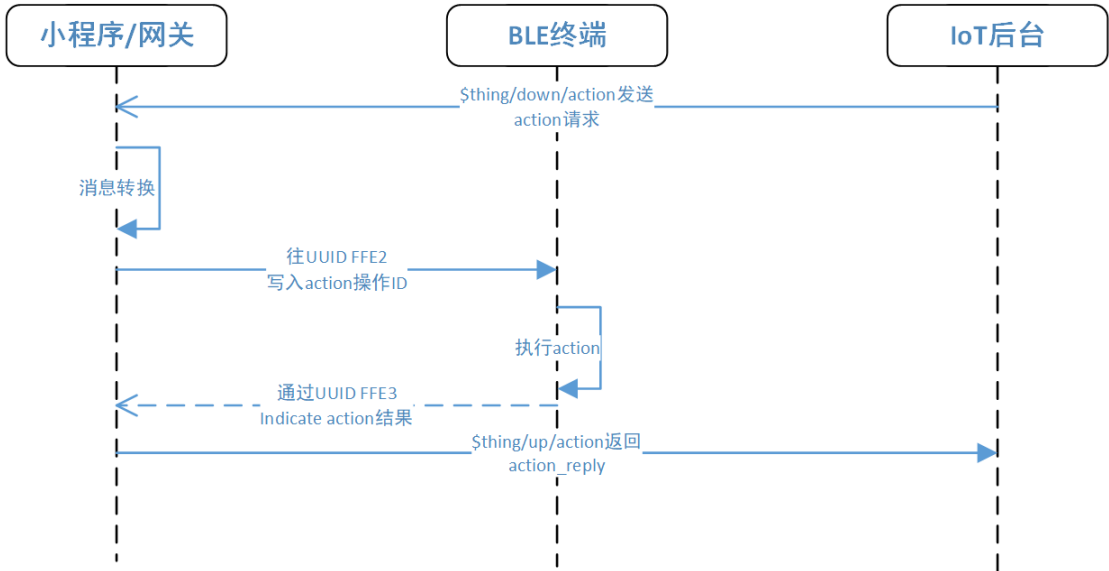 小程序/网关
BLE终端
IoT后台
$thing/down/action发送
action请求
消息转换
往UUID FFE2
写入action操作ID
执行action
通过UUID FFE3
Indicate action结果
$thing/up/action返回
action_reply